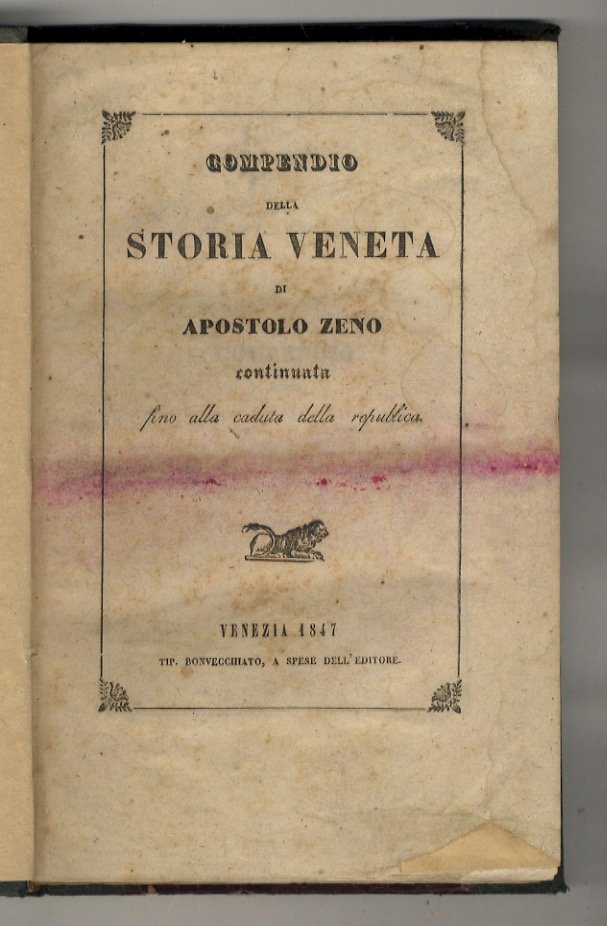 COMPENDIO
DELLA
STORIA VENETA
DI
APOSTOLO ZENO
continuata
fino alla caduta della republica.
VENEZIA 1847
TIP. BONVECCHIATO, A SPESE DELL'EDITORE.